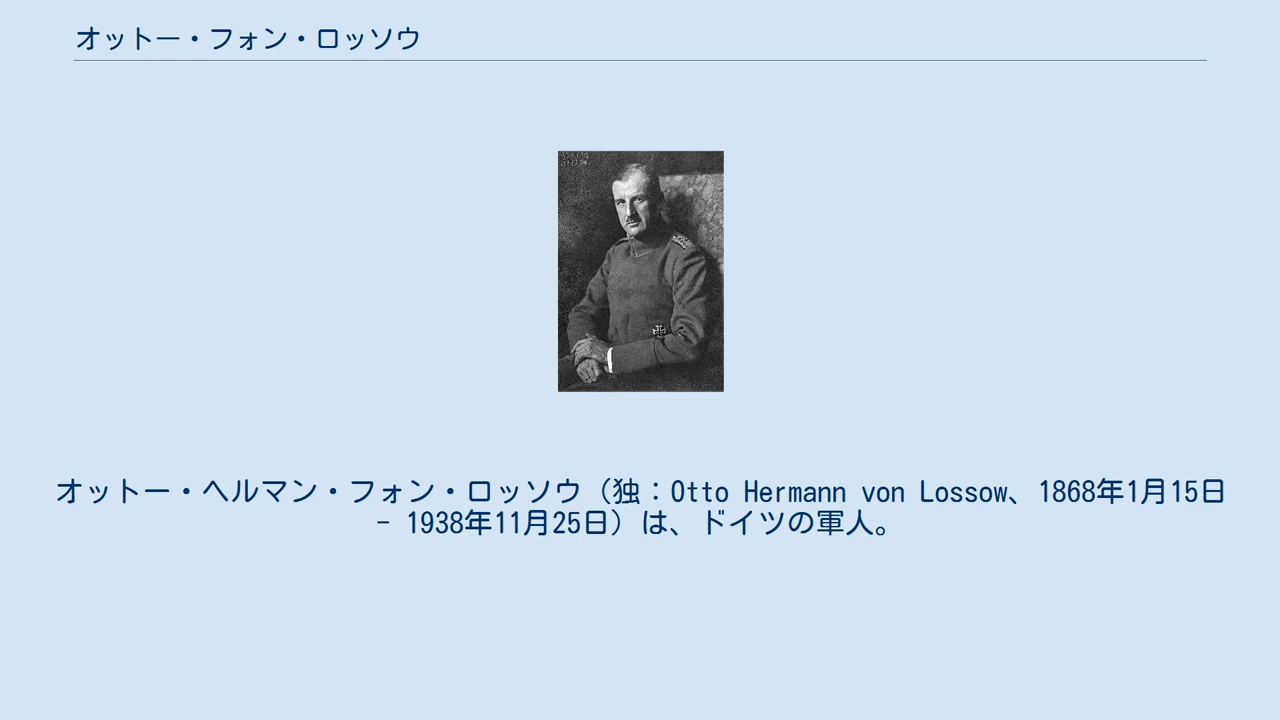 オットー・フォン・ロッソウ
オットー・ヘルマン・フォン・ロッソウ（独：Otto Hermann von Lossow、1868年1月15日
- 1938年11月25日）は、ドイツの軍人。